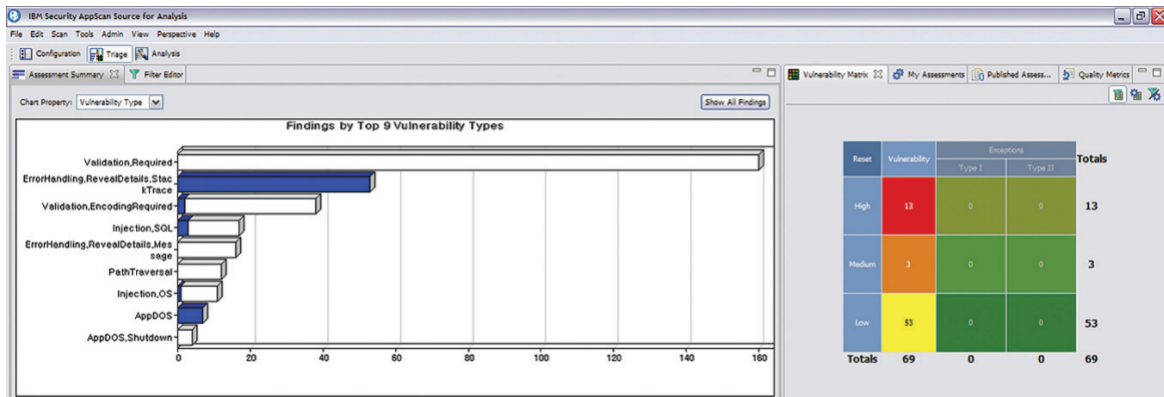 IBM Security AppScan Source for Analysis
File Edit Scan Tools Admin View Perspective Help
Configuration Triage Analysis
Assessment Summary Filter Editor
Chart Property: Vulnerability Type
Show All Findings
Findings by Top 9 Vulnerability Types
Validation,Required
ErrorHandling,RevealDetails,Stac
kTrace
Validation,EncodingRequired
Injection,SQL
ErrorHandling,RevealDetails,Mes
sage
PathTraversal
Injection,OS
AppDOS
AppDOS,Shutdown
0 20 40 60 80 100 120 140 160
Vulnerability Matrix My Assessments Published Assess... Quality Metrics
Reset Vulnerability Exceptions Totals
Type I Type II
High 13 0 0 13
Medium 3 0 0 3
Low 53 0 0 53
Totals 69 0 0 69